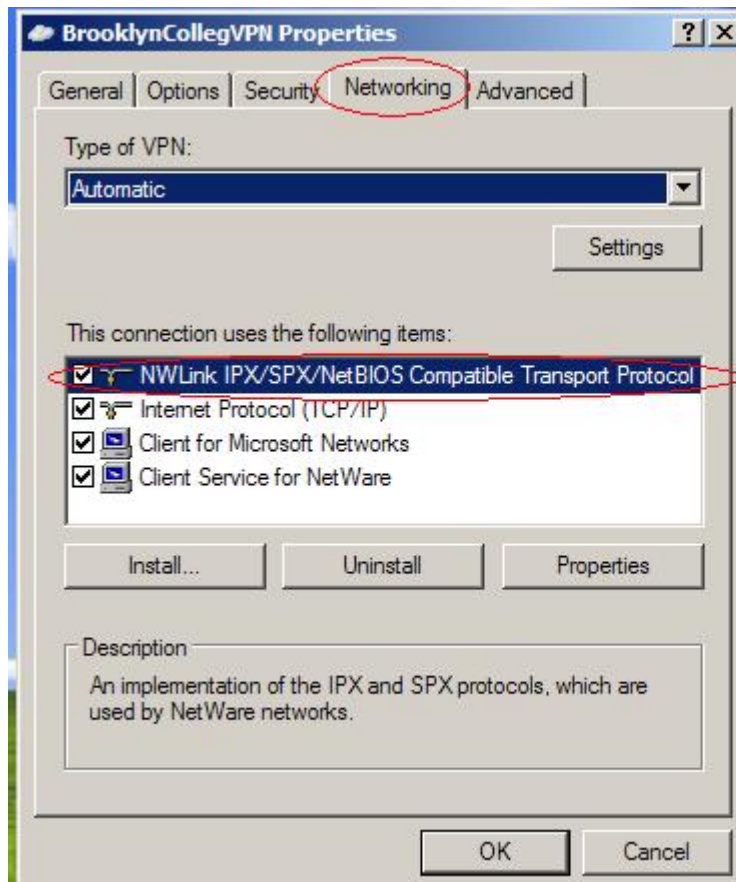 BrooklynCollegVPN Properties
General Options Security Networking Advanced
Type of VPN:
Automatic
Settings
This connection uses the following items:
NWLink IPX/SPX/NetBIOS Compatible Transport Protocol
Internet Protocol (TCP/IP)
Client for Microsoft Networks
Client Service for NetWare
Install... Uninstall Properties
Description
An implementation of the IPX and SPX protocols, which are
used by NetWare networks.
OK Cancel